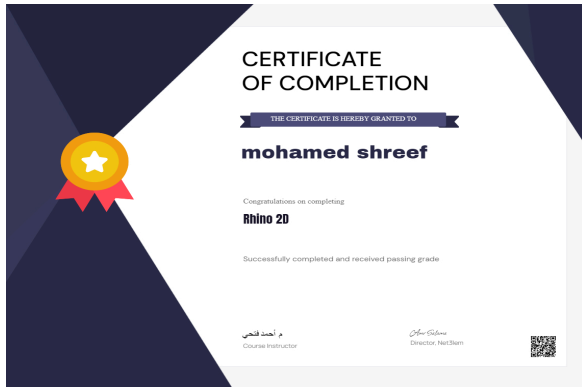 CERTIFICATE
OF COMPLETION
THE CERTIFICATE IS HEREBY GRANTED TO
mohamed shreef
Congratulations on completing
Rhino 2D
Successfully completed and received passing grade
م أحمد فتحي
Course Instructor
Director, Net3lem